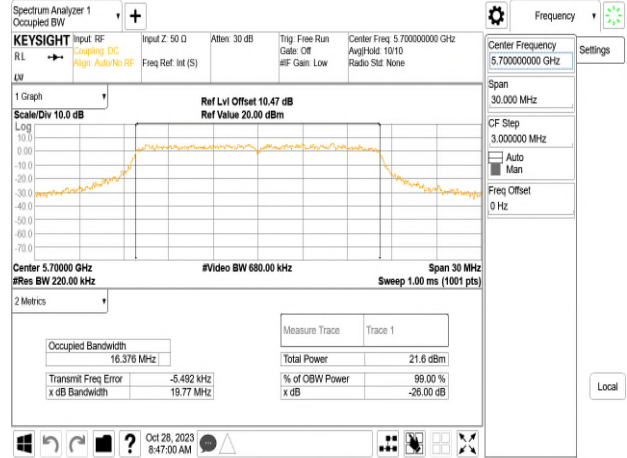 Spectrum Analyzer 1
Occupied BW
Frequency
KEYSIGHT
RL
Input: RF
Coupling: DC
Align: Auto/No RF
Input Z: 50 Ω
Freq Ref: Int (S)
Atten: 30 dB
Trig: Free Run
Gate: Off
#IF Gain: Low
Center Freq: 5.700000000 GHz
Avg|Hold: 10/10
Radio Std: None
Center Frequency
5.700000000 GHz
Settings
Span
30.000 MHz
CF Step
3.000000 MHz
Auto
Man
Freq Offset
0 Hz
Local
1 Graph
Scale/Div 10.0 dB
Ref Lvl Offset 10.47 dB
Ref Value 20.00 dBm
Log
10.0
0.00
-10.0
-20.0
-30.0
-40.0
-50.0
-60.0
-70.0
Center 5.70000 GHz
#Res BW 220.00 kHz
#Video BW 680.00 kHz
Span 30 MHz
Sweep 1.00 ms (1001 pts)
2 Metrics
Measure Trace
Trace 1
Occupied Bandwidth
16.376 MHz
Total Power
21.6 dBm
Transmit Freq Error
-5.492 kHz
% of OBW Power
99.00 %
x dB Bandwidth
19.77 MHz
x dB
-26.00 dB
?
Oct 28, 2023
8:47:00 AM